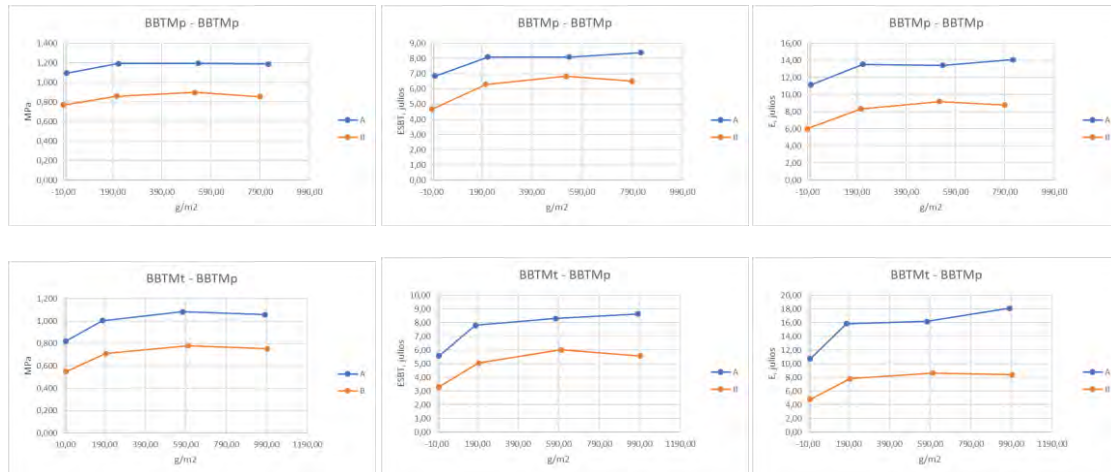 BBTMp - BBTMp
1,400
1,200
1,000
0,800
0,600
0,400
0,200
0,000
MPa
-10,00 190,00 390,00 590,00 790,00 990,00
g/m2
A
B
BBTMp - BBTMp
9,00
8,00
7,00
6,00
5,00
4,00
3,00
2,00
1,00
0,00
ESBT, julios
-10,00 190,00 390,00 590,00 790,00 990,00
g/m2
A
B
BBTMp - BBTMp
16,00
14,00
12,00
10,00
8,00
6,00
4,00
2,00
0,00
E, julios
-10,00 190,00 390,00 590,00 790,00 990,00
g/m2
A
B
BBTMt - BBTMp
1,200
1,000
0,800
0,600
0,400
0,200
0,000
MPa
10,00 190,00 390,00 590,00 790,00 990,00 1190,00
g/m2
A
B
BBTMt - BBTMp
10,00
9,00
8,00
7,00
6,00
5,00
4,00
3,00
2,00
1,00
0,00
ESBT, julios
-10,00 190,00 390,00 590,00 790,00 990,00 1190,00
g/m2
A
B
BBTMt - BBTMp
20,00
18,00
16,00
14,00
12,00
10,00
8,00
6,00
4,00
2,00
0,00
E, julios
-10,00 190,00 390,00 590,00 790,00 990,00 1190,00
g/m2
A
B